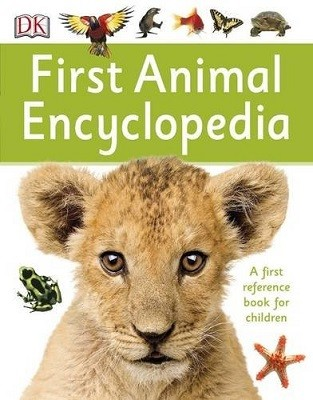 DK
First Animal
Encyclopedia
A first
reference
book for
children